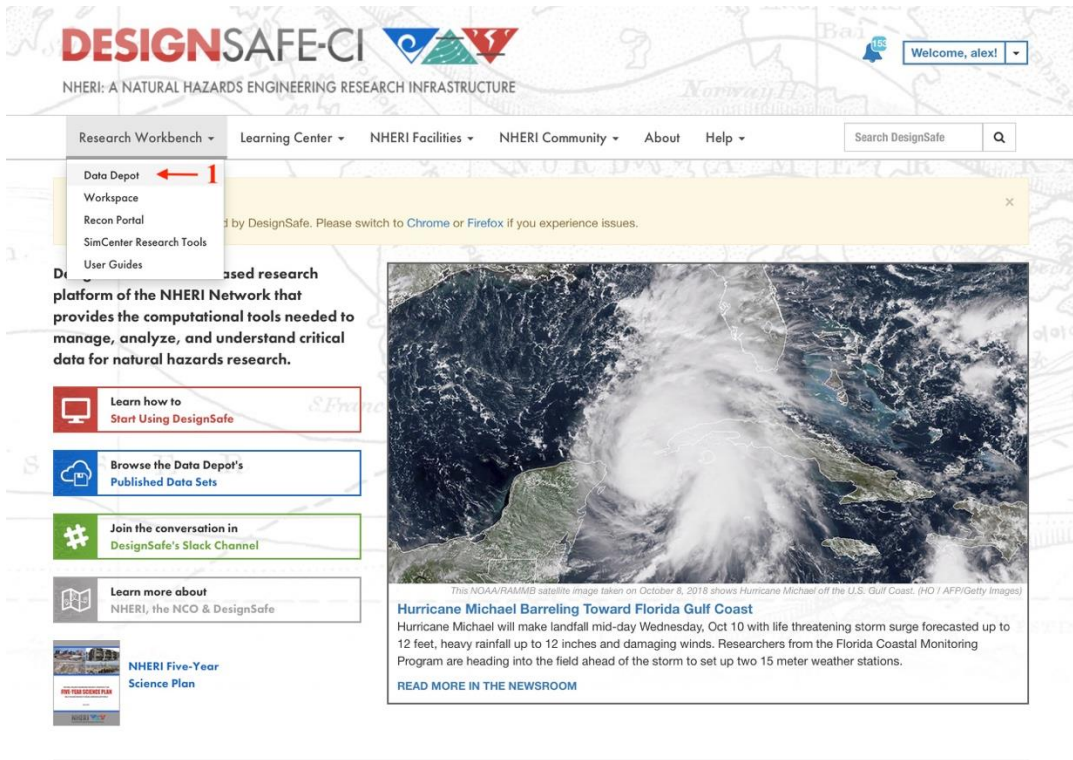 DESIGNSAFE-CI
NHERI: A NATURAL HAZARDS ENGINEERING RESEARCH INFRASTRUCTURE
153
Welcome, alex!
Research Workbench
Learning Center
NHERI Facilities
NHERI Community
About
Help
Search DesignSafe
Data Depot
1
Workspace
Recon Portal
SimCenter Research Tools
User Guides
by DesignSafe. Please switch to Chrome or Firefox if you experience issues.
×
ased research
platform of the NHERI Network that
provides the computational tools needed to
manage, analyze, and understand critical
data for natural hazards research.
Learn how to
Start Using DesignSafe
Browse the Data Depot's
Published Data Sets
Join the conversation in
DesignSafe's Slack Channel
Learn more about
NHERI, the NCO & DesignSafe
FIVE-YEAR SCIENCE PLAN
NHERI
NHERI Five-Year
Science Plan
This NOAA/RAMMB satellite image taken on October 8, 2018 shows Hurricane Michael off the U.S. Gulf Coast. (HO / AFP/Getty Images)
Hurricane Michael Barreling Toward Florida Gulf Coast
Hurricane Michael will make landfall mid-day Wednesday, Oct 10 with life threatening storm surge forecasted up to
12 feet, heavy rainfall up to 12 inches and damaging winds. Researchers from the Florida Coastal Monitoring
Program are heading into the field ahead of the storm to set up two 15 meter weather stations.
READ MORE IN THE NEWSROOM